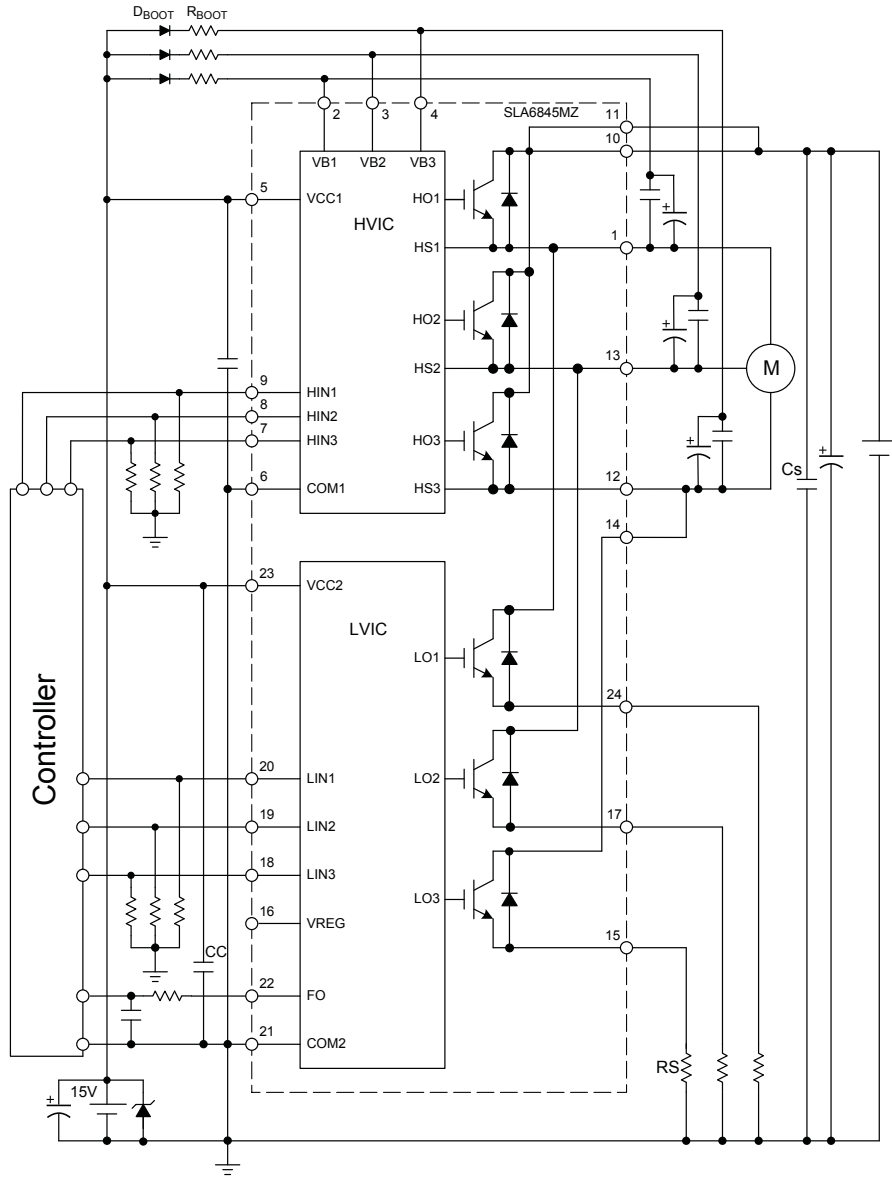 DBOOT RBOOT
SLA6845MZ
2 3 4 11
10
VB1 VB2 VB3
5 VCC1 HO1
HVIC
HS1 1
HO2
9 HIN1 HS2 13 M
8 HIN2
7 HIN3 HO3
6 COM1 HS3 12 Cs
14
23 VCC2
LVIC
LO1
24
Controller
20 LIN1 LO2
19 LIN2 17
18 LIN3 LO3
16 VREG
15
CC
22 FO
21 COM2
RS
15V
+
+
+
+
+